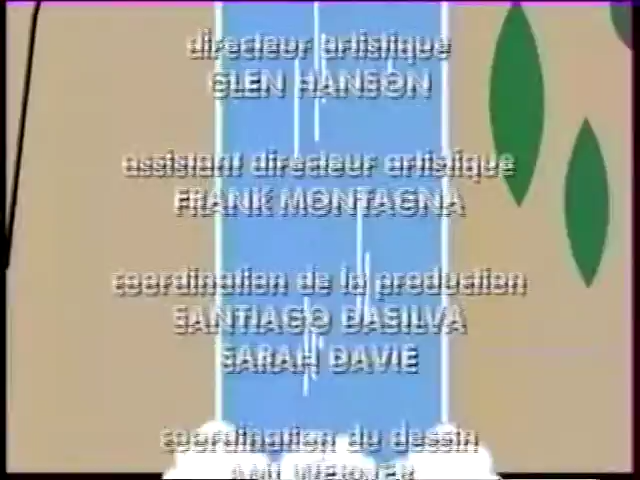 directeur artistique
GLEN HANSON
assistant directeur artistique
FRANK MONTAGNA
coordination de la production
SANTIAGO DASILVA
SARAH DAVIE
coordination du dessin